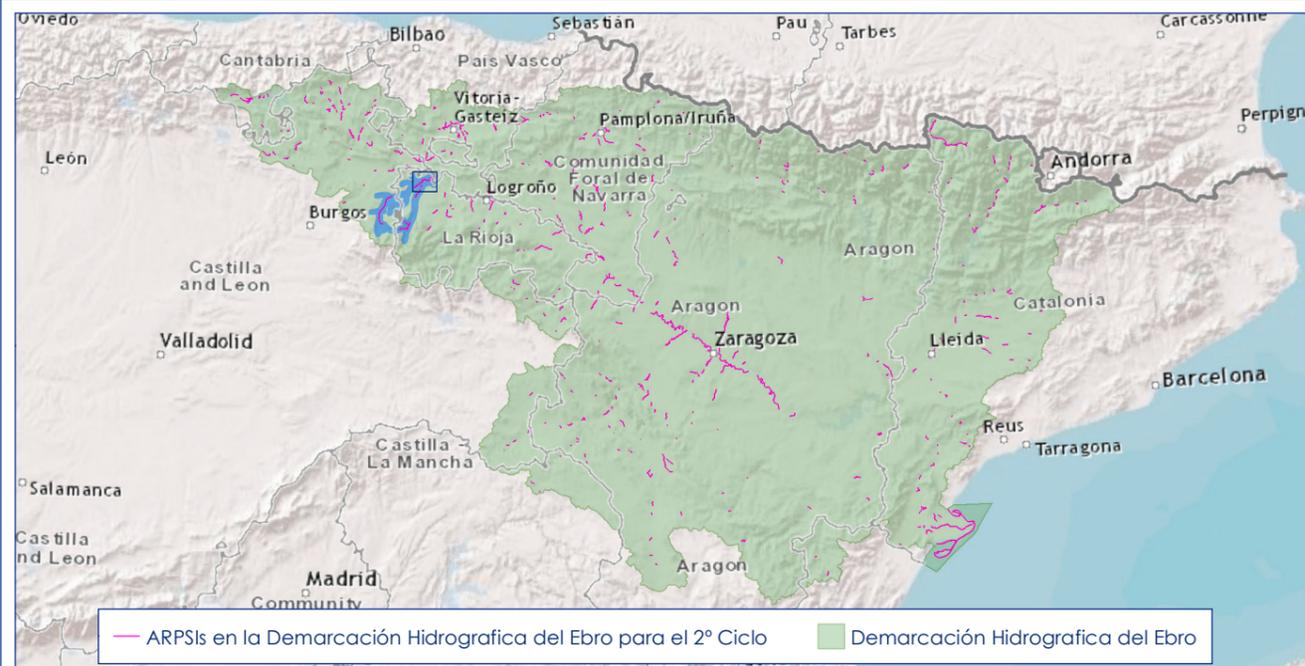 Oviedo
Sebastián
Pau
Tarbes
Carcassonne
Bilbao
Cantabria
Pais Vasco
Vitoria-
Gasteiz
Pamplona/Iruña
Perpign
León
Andorra
Comunidad
Foral de
Navarra
Logroño
Burgos
La Rioja
Aragon
Castilla
and Leon
Aragon
Catalonia
Zaragoza
Lleida
Valladolid
Barcelona
Reus
Tarragona
Castilla -
La Mancha
Salamanca
Castilla
nd Leon
Aragon
Madrid
Community
ARPSIs en la Demarcación Hidrografica del Ebro para el 2º Ciclo
Demarcación Hidrografica del Ebro